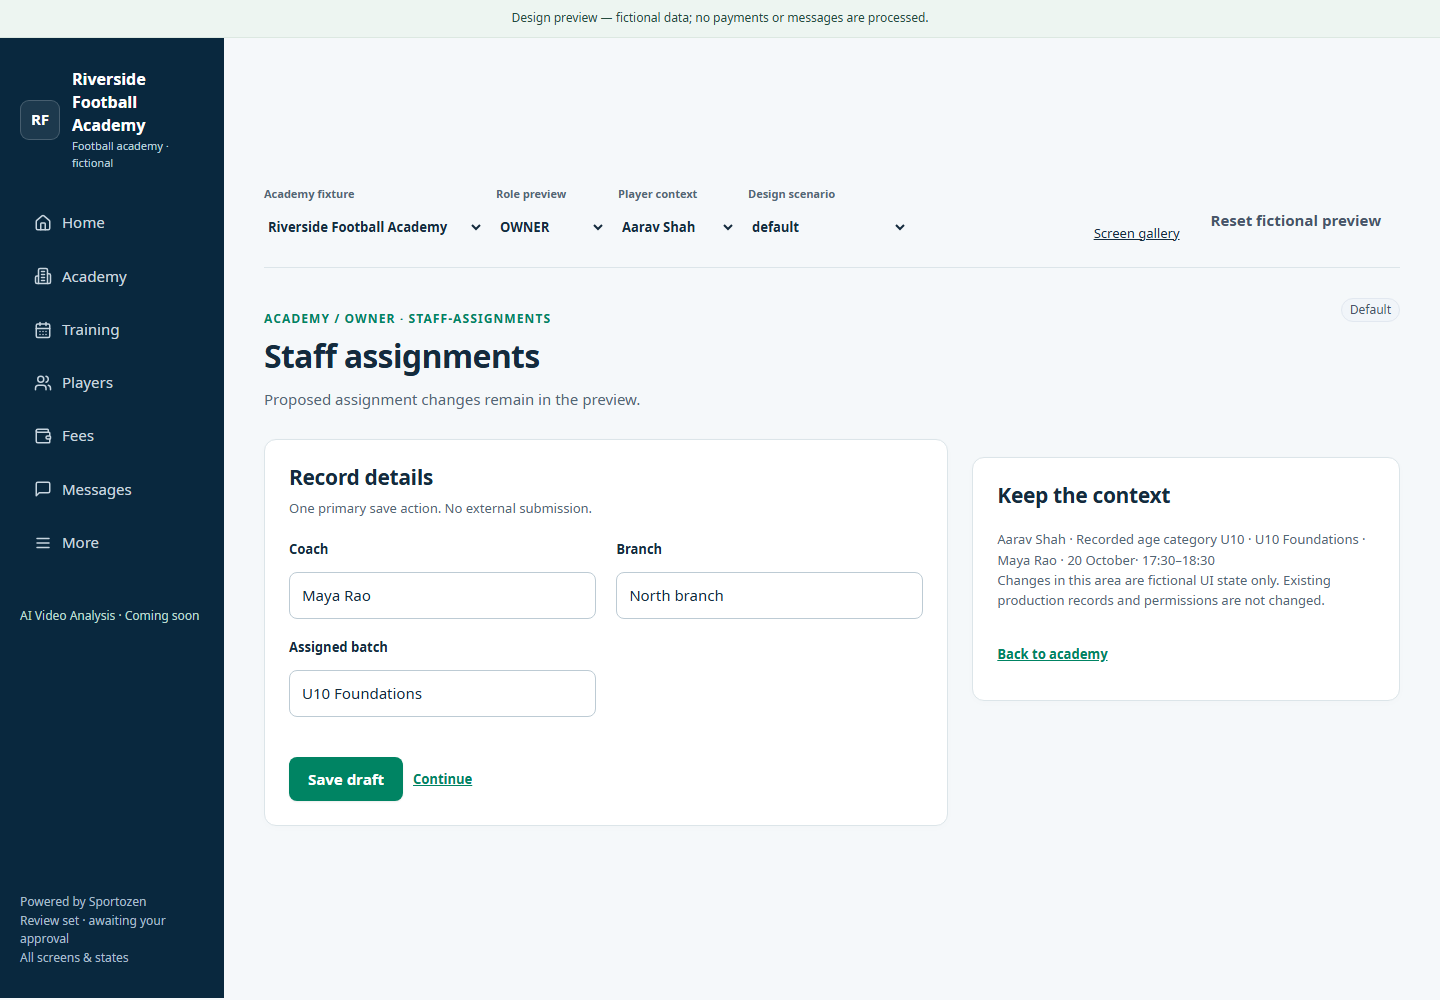 Design preview — fictional data; no payments or messages are processed.
RF
Riverside
Football
Academy
Football academy ·
fictional
Home
Academy
Training
Players
Fees
Messages
More
AI Video Analysis · Coming soon
Powered by Sportozen
Review set · awaiting your
approval
All screens & states
Academy fixture
Riverside Football Academy
Role preview
OWNER
Player context
Aarav Shah
Design scenario
default
Screen gallery
Reset fictional preview
ACADEMY / OWNER · STAFF-ASSIGNMENTS
Default
Staff assignments
Proposed assignment changes remain in the preview.
Record details
One primary save action. No external submission.
Coach
Maya Rao
Branch
North branch
Assigned batch
U10 Foundations
Save draft
Continue
Keep the context
Aarav Shah · Recorded age category U10 · U10 Foundations ·
Maya Rao · 20 October· 17:30–18:30
Changes in this area are fictional UI state only. Existing
production records and permissions are not changed.
Back to academy